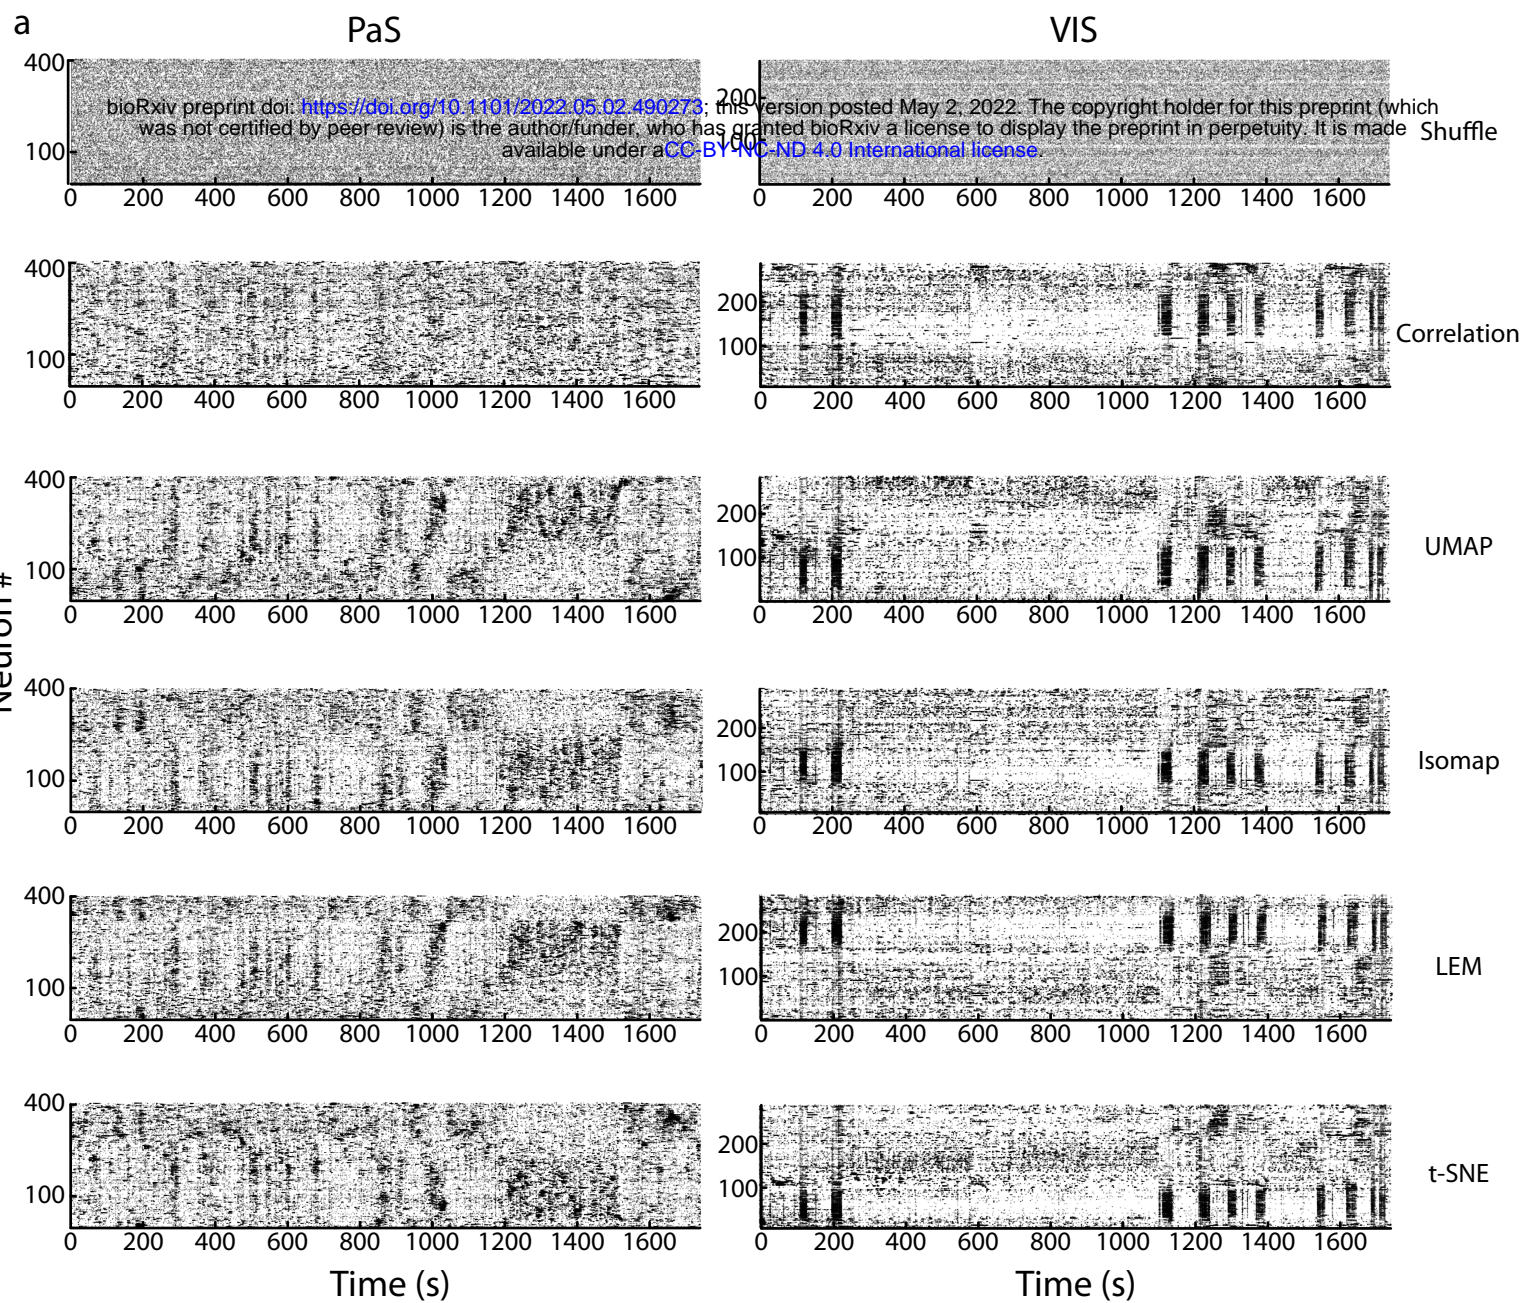 a
PaS
VIS
400
100
200
100
bioRxiv preprint doi: https://doi.org/10.1101/2022.05.02.490273; this version posted May 2, 2022. The copyright holder for this preprint (which
was not certified by peer review) is the author/funder, who has granted bioRxiv a license to display the preprint in perpetuity. It is made
available under aCC-BY-NC-ND 4.0 International license.
Shuffle
0 200 400 600 800 1000 1200 1400 1600
0 200 400 600 800 1000 1200 1400 1600
400
100
200
100
Correlation
0 200 400 600 800 1000 1200 1400 1600
0 200 400 600 800 1000 1200 1400 1600
400
100
200
100
UMAP
0 200 400 600 800 1000 1200 1400 1600
0 200 400 600 800 1000 1200 1400 1600
Neuron #
400
100
200
100
Isomap
0 200 400 600 800 1000 1200 1400 1600
0 200 400 600 800 1000 1200 1400 1600
400
100
200
100
LEM
0 200 400 600 800 1000 1200 1400 1600
0 200 400 600 800 1000 1200 1400 1600
400
100
200
100
t-SNE
0 200 400 600 800 1000 1200 1400 1600
0 200 400 600 800 1000 1200 1400 1600
Time (s)
Time (s)